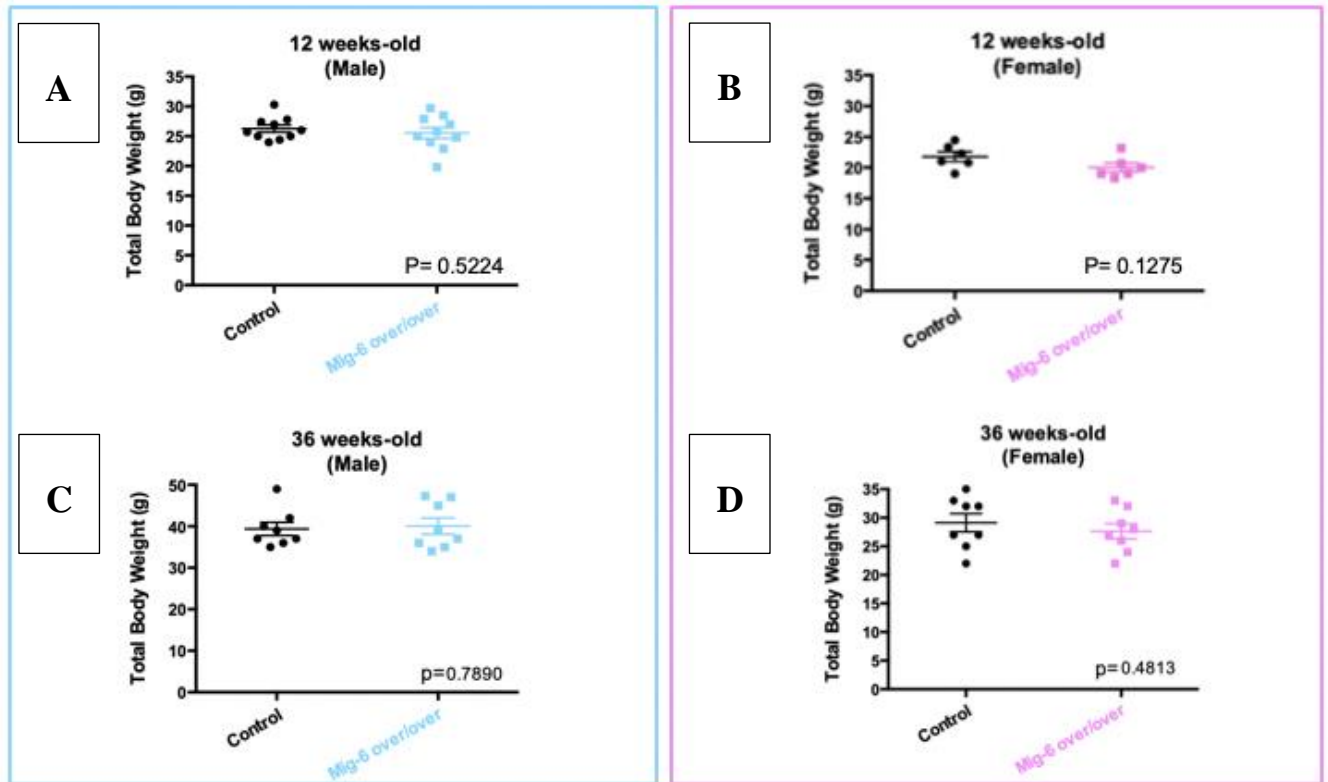 A
12 weeks-old
(Male)
Total Body Weight (g)
35
30
25
20
15
10
5
0
P= 0.5224
Control
Mig-6 over/over
B
12 weeks-old
(Female)
Total Body Weight (g)
35
30
25
20
15
10
5
0
P= 0.1275
Control
Mig-6 over/over
C
36 weeks-old
(Male)
Total Body Weight (g)
50
40
30
20
10
0
p=0.7890
Control
Mig-6 over/over
D
36 weeks-old
(Female)
Total Body Weight (g)
35
30
25
20
15
10
5
0
p=0.4813
Control
Mig-6 over/over